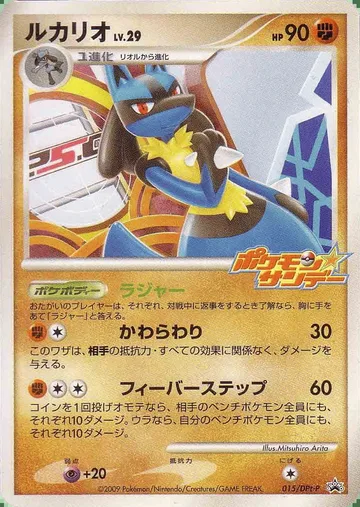 ルカリオ LV.29
HP 90
1進化 リオルから進化
P.S.G.
ポケモン
サンデー
ポケボディー ラジャー
おたがいのプレイヤーは、それぞれ、対戦中に返事をするとき了解なら、胸に手を
あて「ラジャー」と答える。
かわらわり 30
このワザは、相手の抵抗力・すべての効果に関係なく、ダメージを
与える。
フィーバーステップ 60
コインを1回投げオモテなら、相手のベンチポケモン全員にも、
それぞれ10ダメージ。ウラなら、自分のベンチポケモン全員にも、
それぞれ10ダメージ。
Illus.Mitsuhiro Arita
弱点 抵抗力 にげる
+20
©2009 Pokémon/Nintendo/Creatures/GAME FREAK. 015/DPt-P